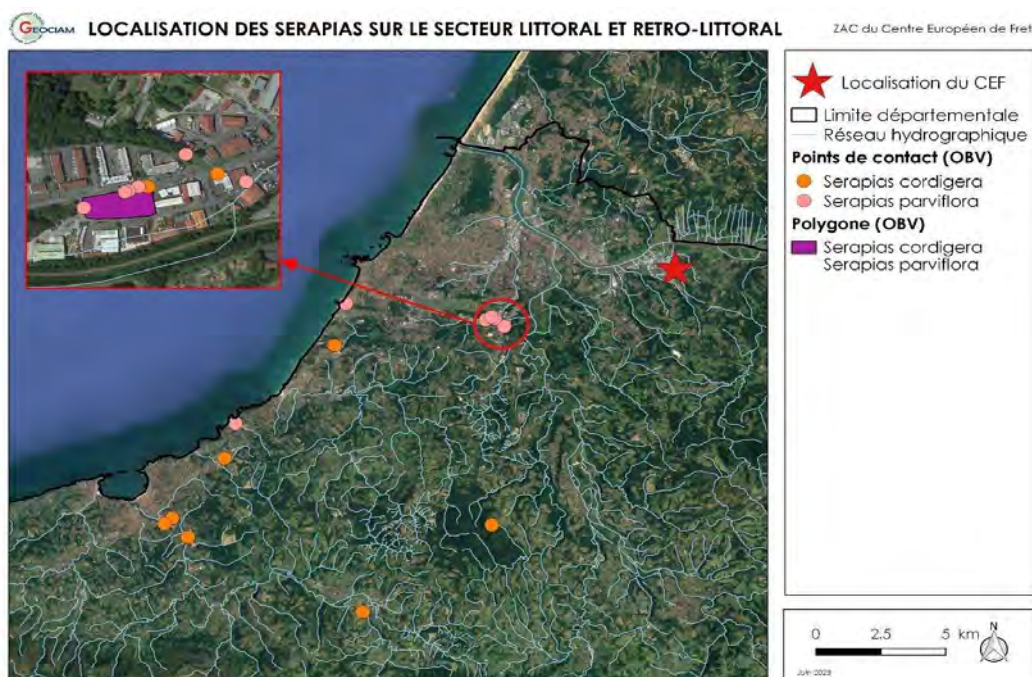 GEOCIAM LOCALISATION DES SERAPIAS SUR LE SECTEUR LITTORAL ET RETRO-LITTORAL
ZAC du Centre Européen de Fret
Localisation du CEF
Limite départementale
Réseau hydrographique
Points de contact (OBV)
Serapias cordigera
Serapias parviflora
Polygone (OBV)
Serapias cordigera
Serapias parviflora
0 2.5 5 km
N
Juin 2023